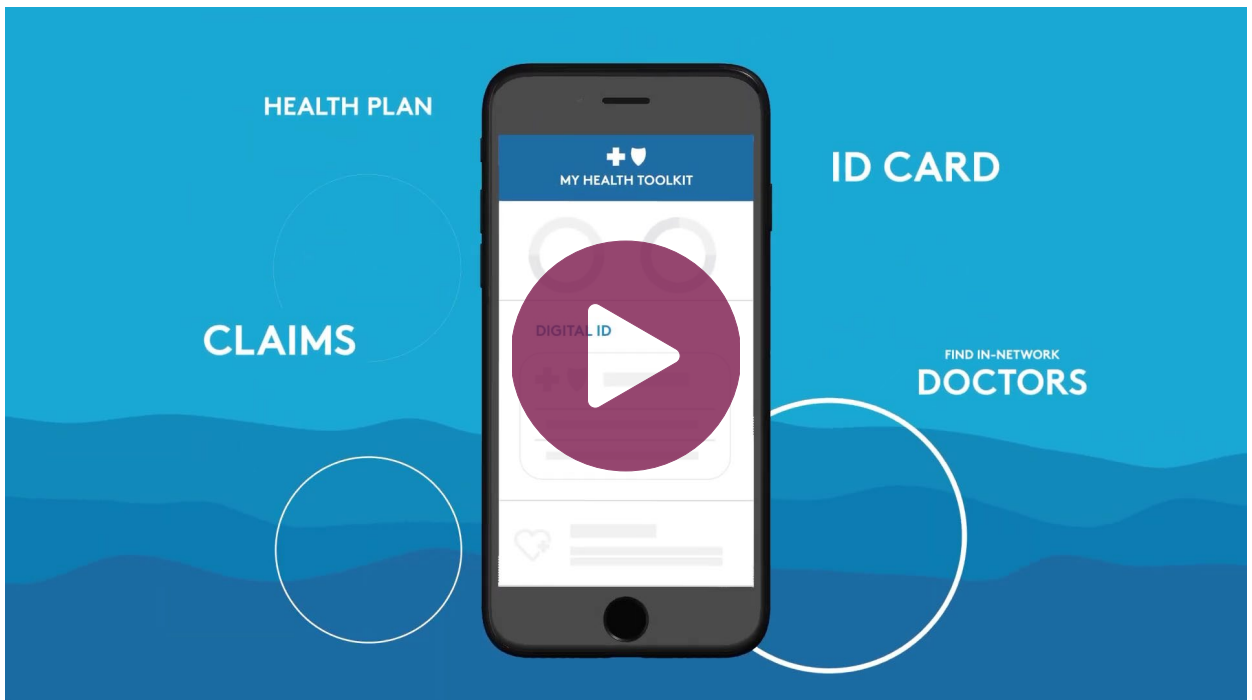 HEALTH PLAN
MY HEALTH TOOLKIT
ID CARD
CLAIMS
DIGITAL ID
FIND IN-NETWORK
DOCTORS